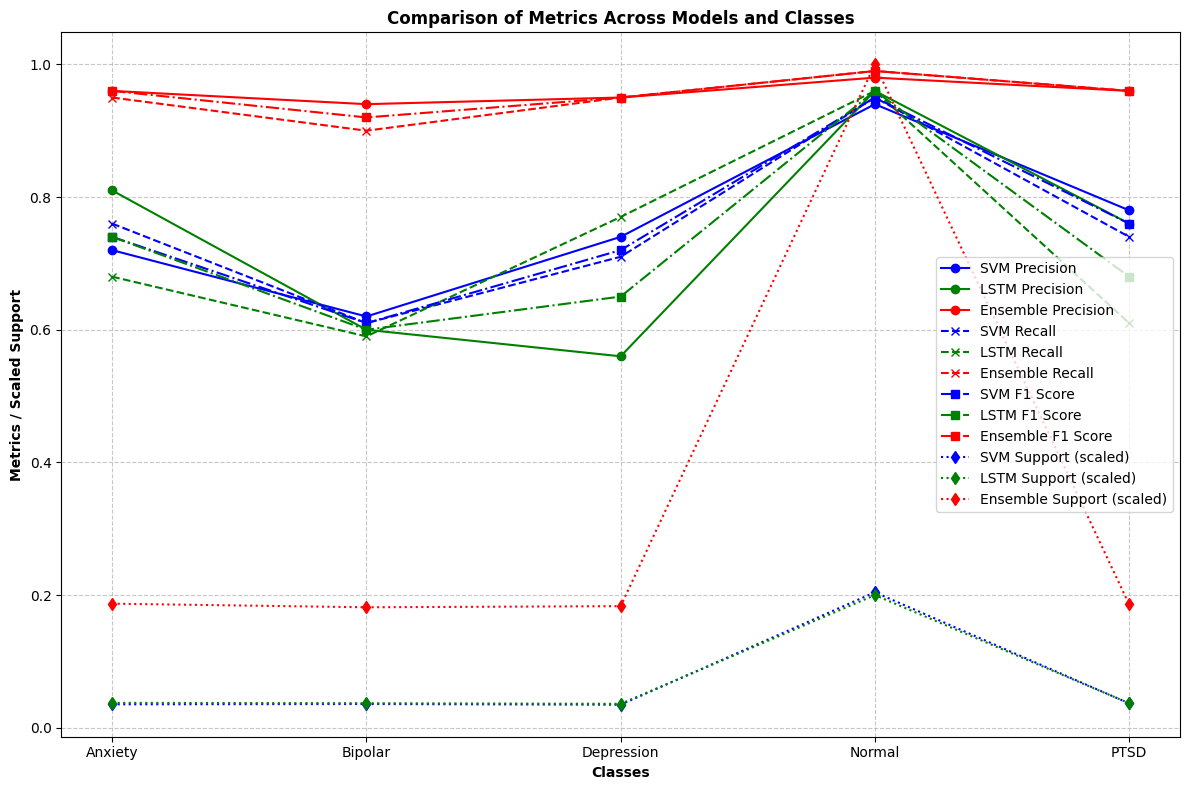 Comparison of Metrics Across Models and Classes
Metrics / Scaled Support
1.0
0.8
0.6
0.4
0.2
0.0
SVM Precision
LSTM Precision
Ensemble Precision
SVM Recall
LSTM Recall
Ensemble Recall
SVM F1 Score
LSTM F1 Score
Ensemble F1 Score
SVM Support (scaled)
LSTM Support (scaled)
Ensemble Support (scaled)
Anxiety
Bipolar
Depression
Normal
PTSD
Classes